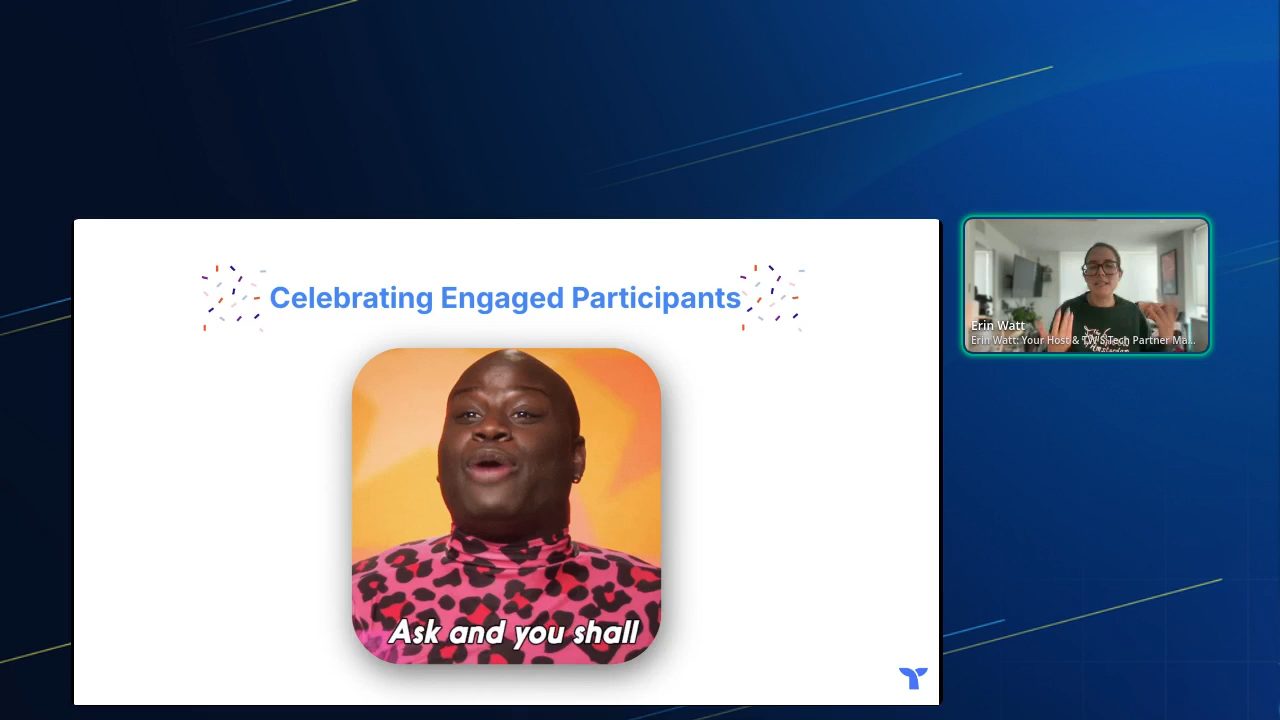 Celebrating Engaged Participants
Ask and you shall
Erin Watt
Erin Watt: Your Host & TW'S Tech Partner Ma..